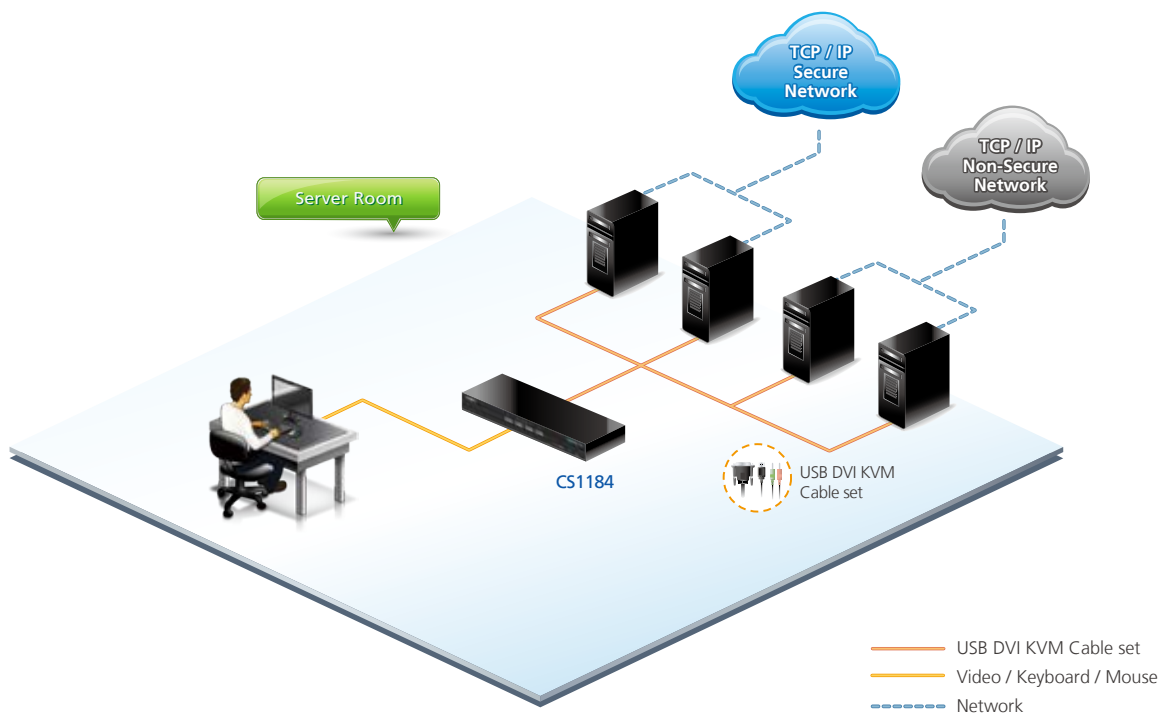 TCP / IP
Secure
Network
TCP / IP
Non-Secure
Network
Server Room
CS1184
USB DVI KVM
Cable set
USB DVI KVM Cable set
Video / Keyboard / Mouse
Network